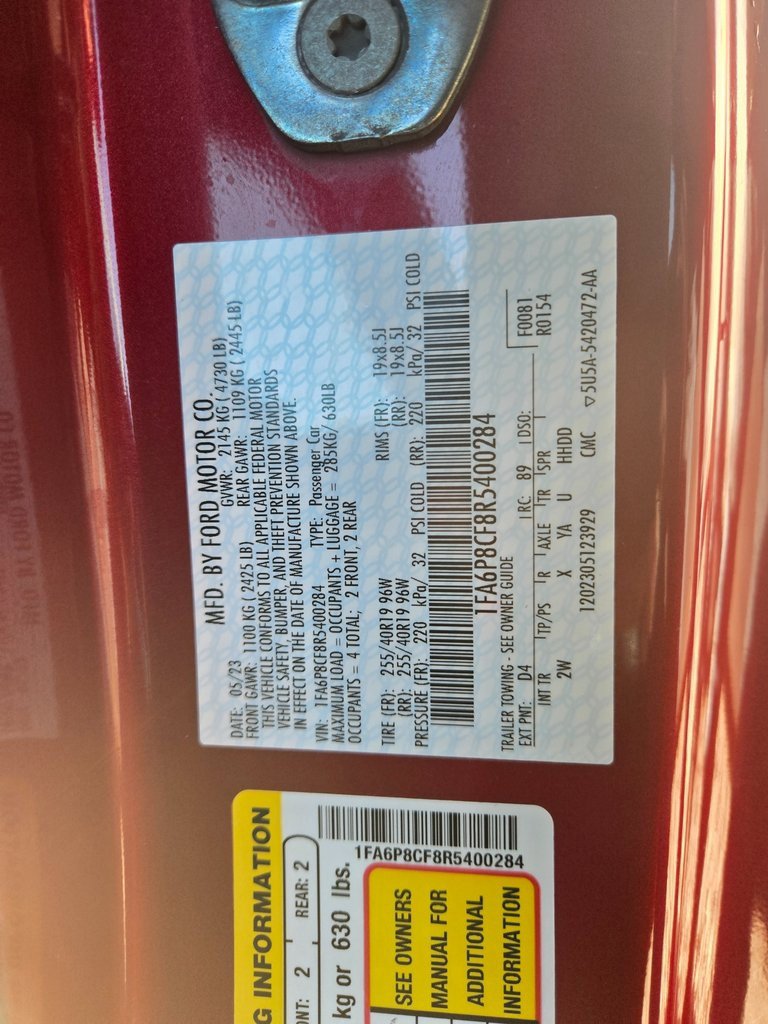 MFD. BY FORD MOTOR CO.
DATE: 05/23 GVWR: 2145 KG (4730 LB)
FRONT GAWR: 1100 KG (2425 LB) REAR GAWR: 1109 KG (2445 LB)
THIS VEHICLE CONFORMS TO ALL APPLICABLE FEDERAL MOTOR
VEHICLE SAFETY, BUMPER, AND THEFT PREVENTION STANDARDS
IN EFFECT ON THE DATE OF MANUFACTURE SHOWN ABOVE.
VIN: 1FA6P8CF8R5400284 TYPE: Passenger Car
MAXIMUM LOAD = OCCUPANTS + LUGGAGE = 285KG/ 630LB
OCCUPANTS = 4 TOTAL; 2 FRONT, 2 REAR
TIRE (FR): 255/40R19 96W RIMS (FR): 19x8.5J
(RR): 255/40R19 96W (RR): 19x8.5J
PRESSURE (FR): 220 kPa/ 32 PSI COLD (RR): 220 kPa/ 32 PSI COLD
1FA6P8CF8R5400284
TRAILER TOWING - SEE OWNER GUIDE F0081
EXT PNT: D4 RC: 89 DSO: R0154
INT TR TP/PS R AXLE TR SPR
2W X YA U HHDD
1202305123929 CMC ▽ 5U5A-5420472-AA
G INFORMATION
ONT: 2 REAR: 2
kg or 630 lbs.
1FA6P8CF8R5400284
SEE OWNERS
MANUAL FOR
ADDITIONAL
INFORMATION